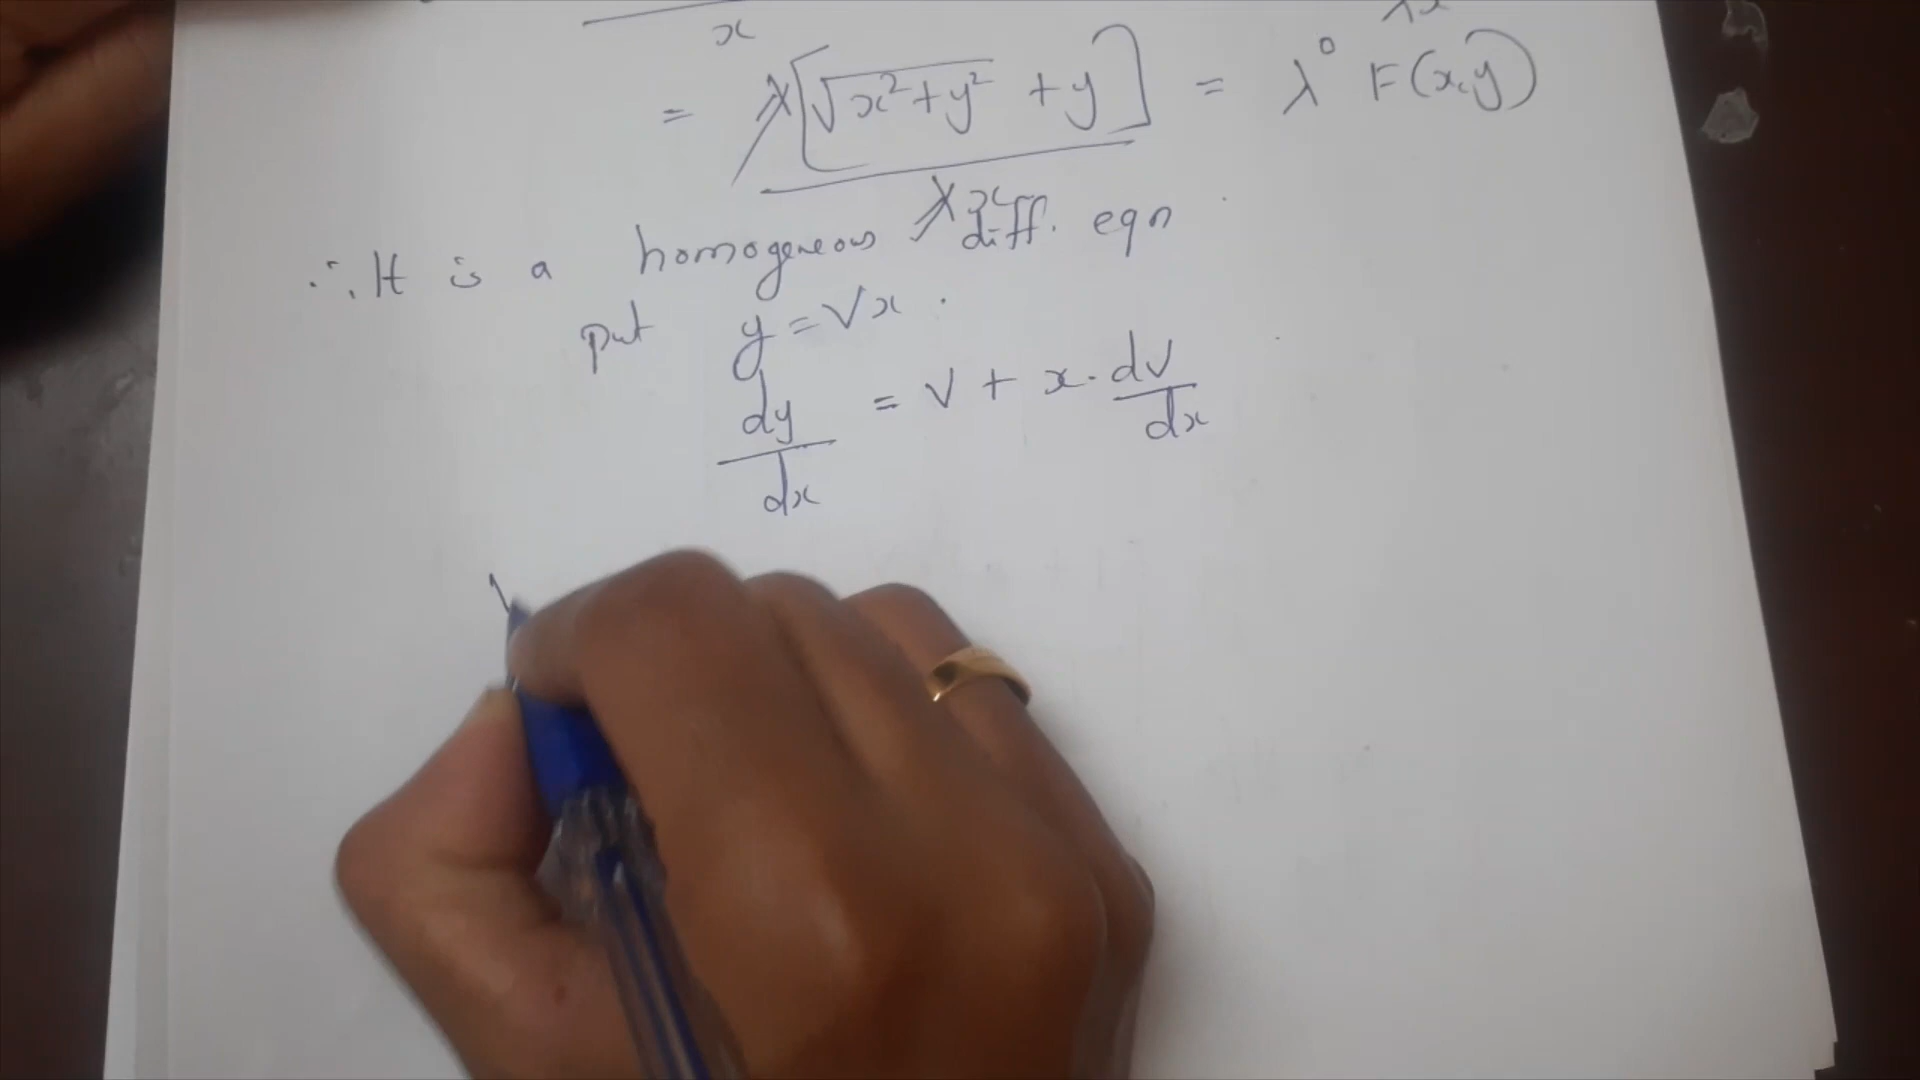 x
= λ[√x²+y² + y] = λ⁰ F(x,y)
λx
∴ It is a homogeneous diff. eqn
put y = vx.
dy/dx = v + x. dv/dx